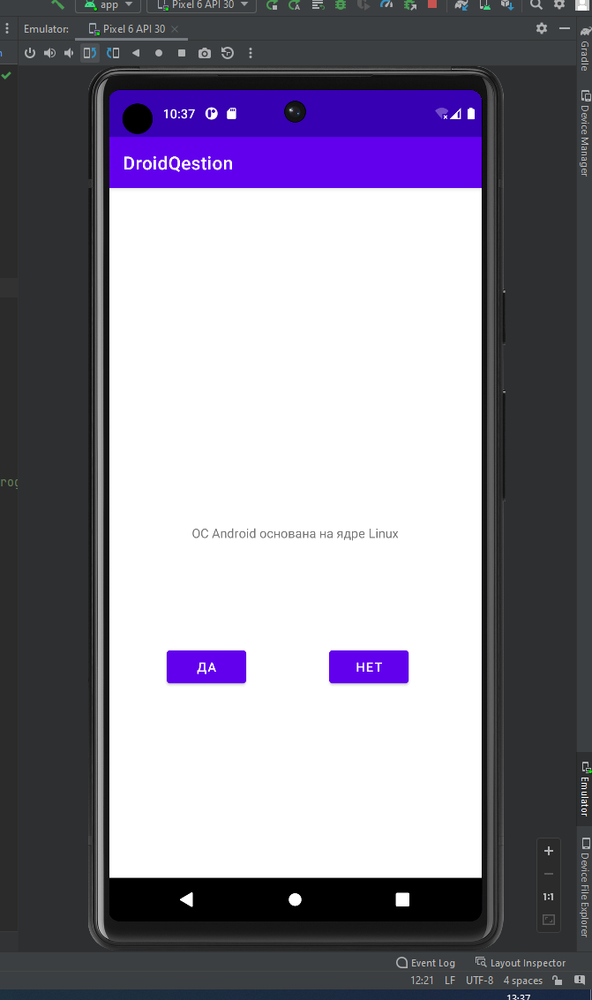 app
Pixel 6 API 30
Emulator:
Pixel 6 API 30
Gradle
Device Manager
10:37
DroidQestion
ОС Android основана на ядре Linux
ДА
НЕТ
Emulator
Device File Explorer
1:1
Event Log
Layout Inspector
12:21 LF UTF-8 4 spaces
13:37